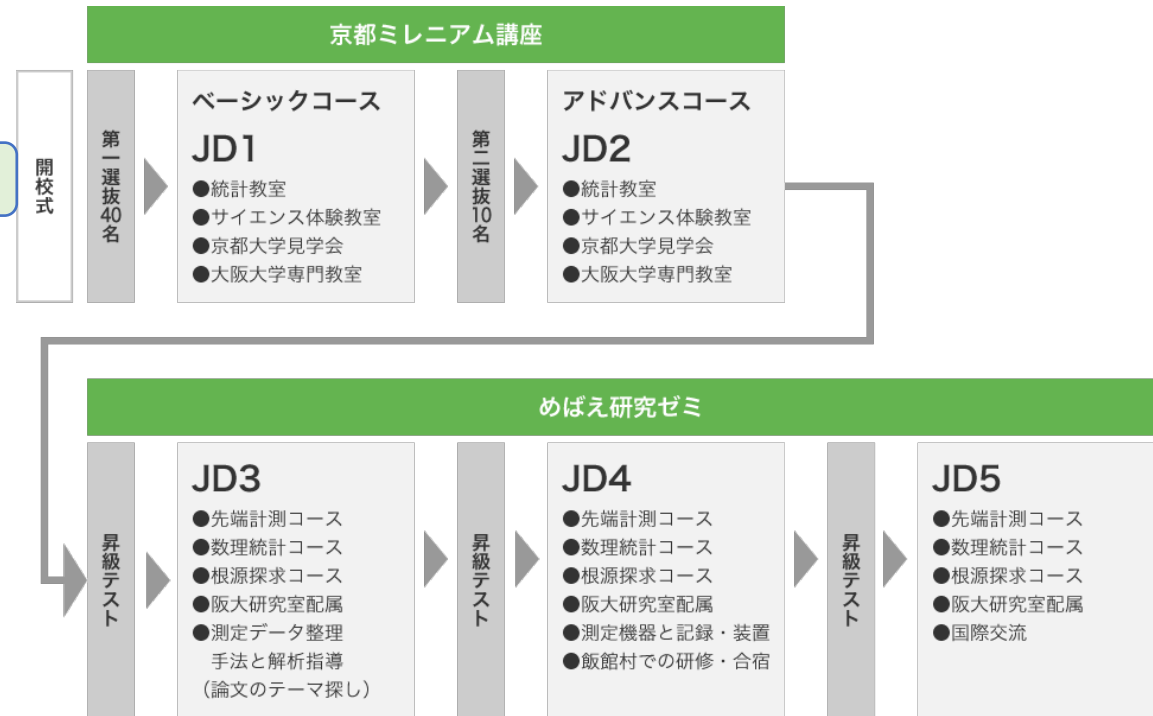 京都ミレニアム講座
開校式
第一選抜40名
ベーシックコース
JD1
●統計教室
●サイエンス体験教室
●京都大学見学会
●大阪大学専門教室
第二選抜10名
アドバンスコース
JD2
●統計教室
●サイエンス体験教室
●京都大学見学会
●大阪大学専門教室
めばえ研究ゼミ
昇級テスト
JD3
●先端計測コース
●数理統計コース
●根源探求コース
●阪大研究室配属
●測定データ整理
手法と解析指導
（論文のテーマ探し）
昇級テスト
JD4
●先端計測コース
●数理統計コース
●根源探求コース
●阪大研究室配属
●測定機器と記録・装置
●飯館村での研修・合宿
昇級テスト
JD5
●先端計測コース
●数理統計コース
●根源探求コース
●阪大研究室配属
●国際交流